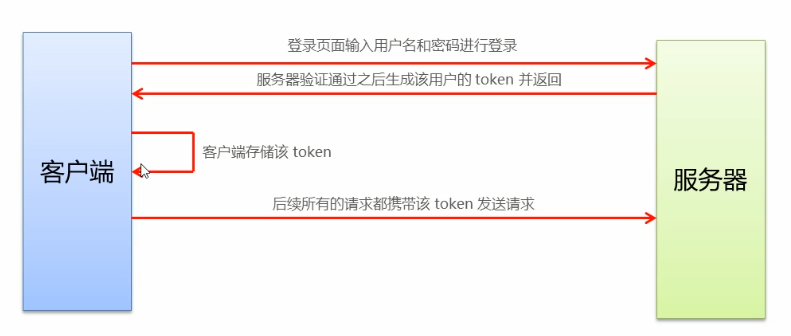 登录页面输入用户名和密码进行登录
服务器验证通过之后生成该用户的 token 并返回
客户端
客户端存储该 token
服务器
后续所有的请求都携带该 token 发送请求